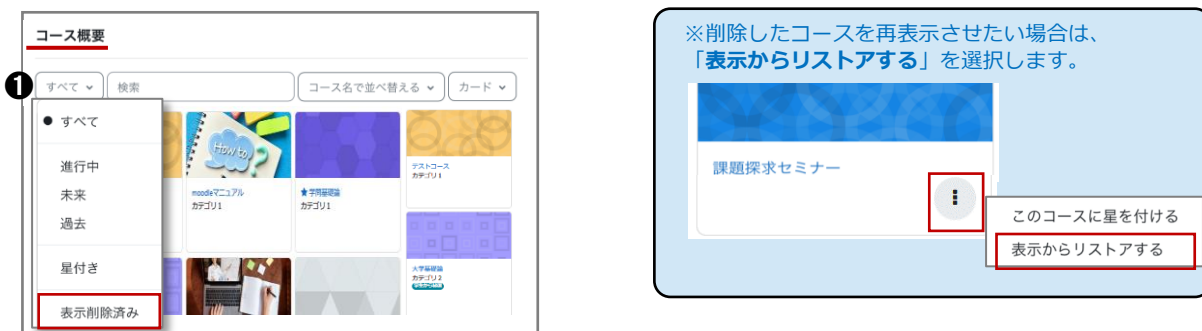 コース概要
❶
すべて
検索
コース名で並べ替える
カード
すべて
進行中
未来
過去
星付き
表示削除済み
How to
?
moodleマニュアル
カテゴリ1
★学問基礎論
カテゴリ1
テストコース
カテゴリ1
大学基礎論
カテゴリ2
※削除したコースを再表示させたい場合は、
「表示からリストアする」を選択します。
課題探求セミナー
このコースに星を付ける
表示からリストアする